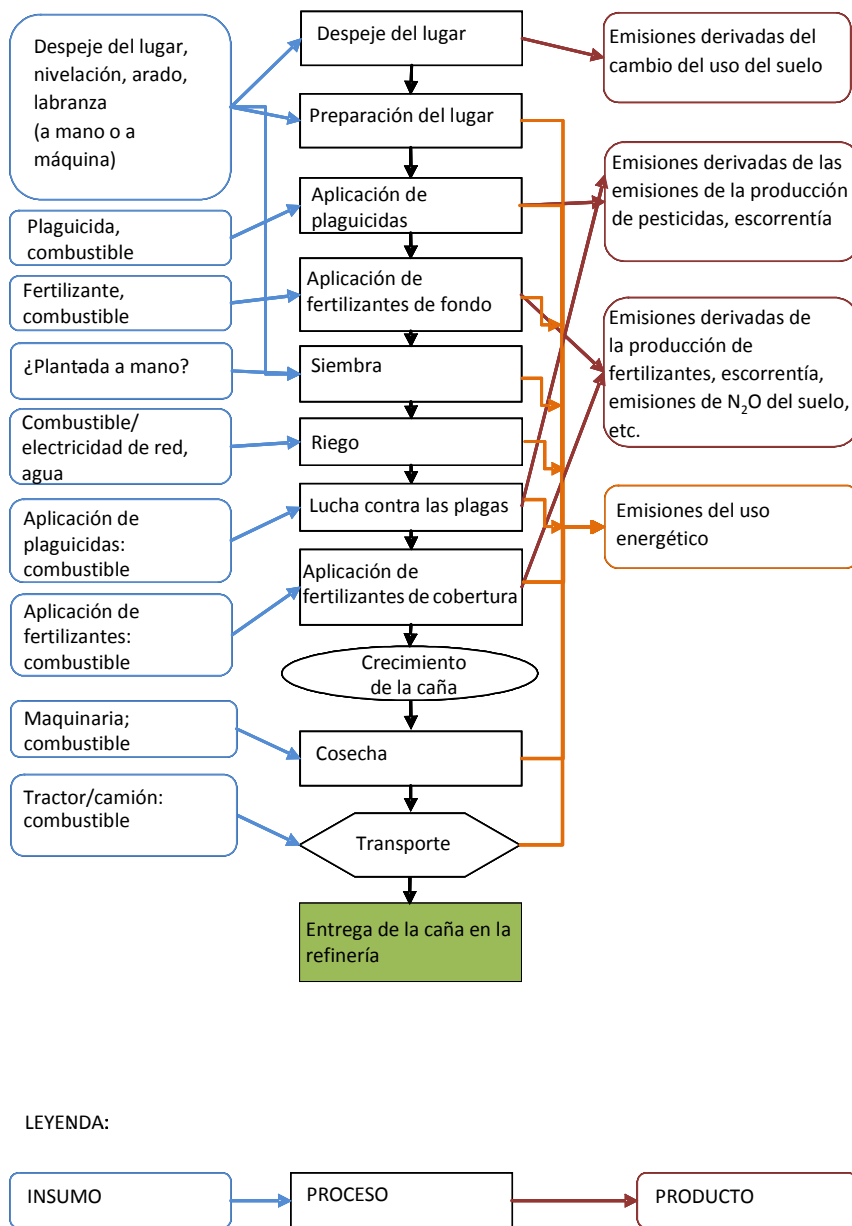 Despeje del lugar,
nivelación, arado,
labranza
(a mano o a
máquina)
Plaguicida,
combustible
Fertilizante,
combustible
¿Plantada a mano?
Combustible/
electricidad de red,
agua
Aplicación de
plaguicidas:
combustible
Aplicación de
fertilizantes:
combustible
Maquinaria;
combustible
Tractor/camión:
combustible
Despeje del lugar
Preparación del lugar
Aplicación de
plaguicidas
Aplicación de
fertilizantes de fondo
Siembra
Riego
Lucha contra las plagas
Aplicación de
fertilizantes de cobertura
Crecimiento
de la caña
Cosecha
Transporte
Entrega de la caña en la
refinería
Emisiones derivadas del
cambio del uso del suelo
Emisiones derivadas de las
emisiones de la producción
de pesticidas, escorrentía
Emisiones derivadas de
la producción de
fertilizantes, escorrentía,
emisiones de N₂O del suelo,
etc.
Emisiones del uso
energético
LEYENDA:
INSUMO
PROCESO
PRODUCTO